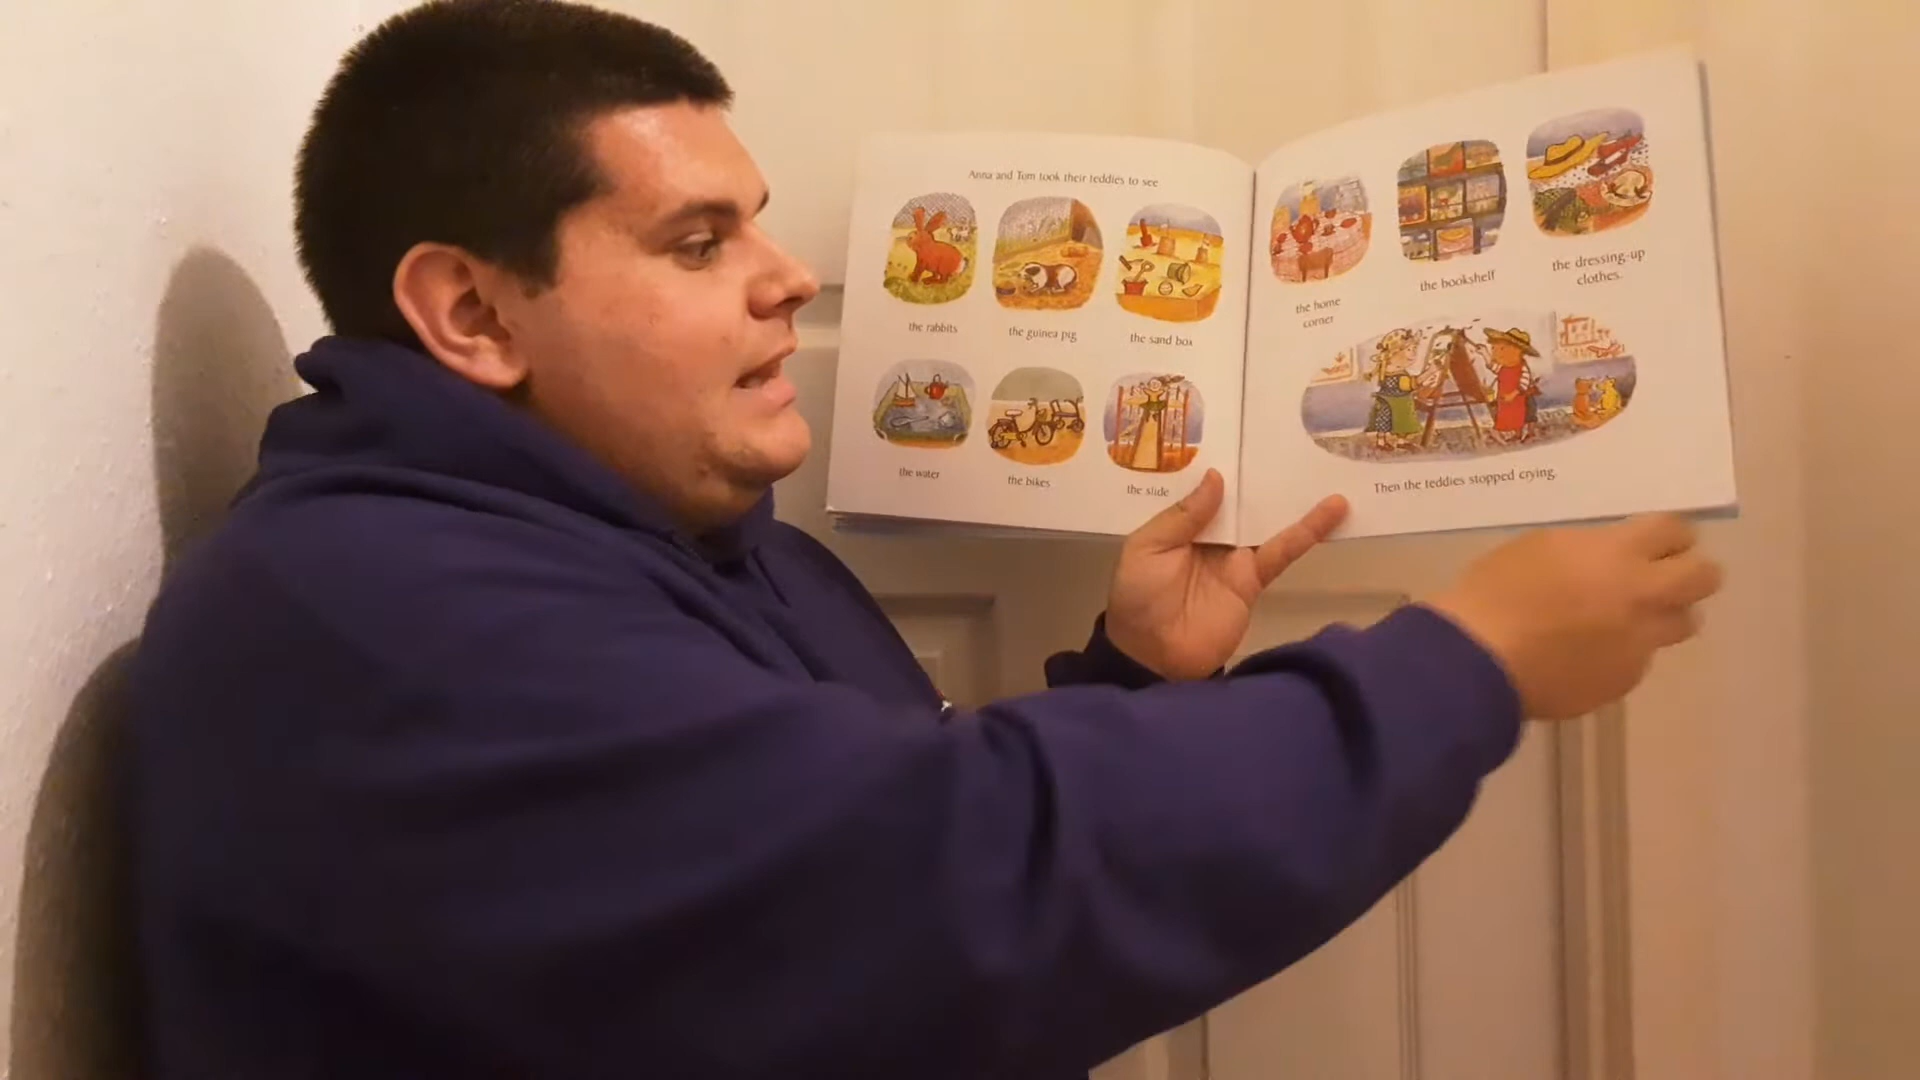 Anna and Tom took their teddies to see
the rabbits
the guinea pig
the sand box
the water
the bikes
the slide
the home
corner
the bookshelf
the dressing-up
clothes.
Then the teddies stopped crying.